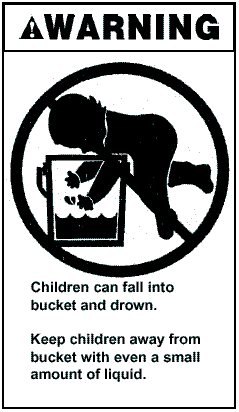 WARNING
Children can fall into
bucket and drown.
Keep children away from
bucket with even a small
amount of liquid.